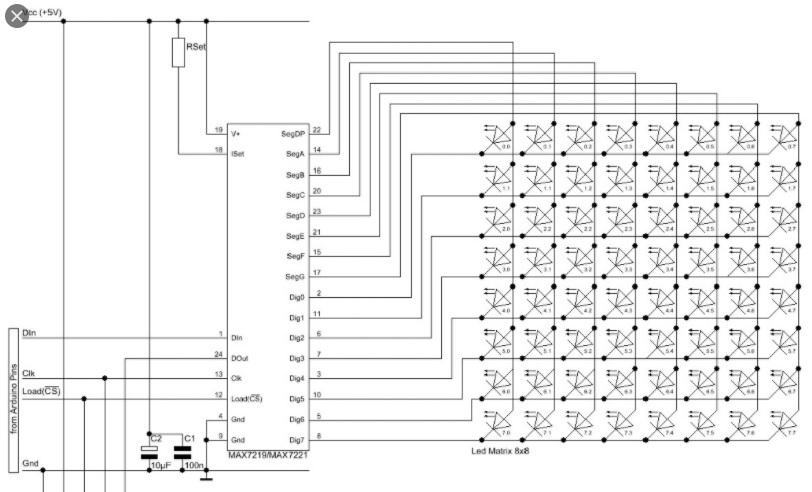 Vcc (+5V)
RSet
19 V+ SegDP 22
18 ISet SegA 14
SegB 16
SegC 20
SegD 23
SegE 21
SegF 15
SegG 17
Dig0 2
Dig1 11
DIn 1 DIn Dig2 6
24 DOut Dig3 7
Clk 13 Clk Dig4 3
Load(CS) 12 Load(CS) Dig5 10
4 Gnd Dig6 5
9 Gnd Dig7 8
MAX7219/MAX7221
C2 10µF
C1 100n
Gnd
from Arduino Pins
0.0 0.1 0.2 0.3 0.4 0.5 0.6 0.7
1.1 1.1 1.2 1.3 1.4 1.5 1.6 1.7
2.0 2.1 2.2 2.3 2.4 2.5 2.6 2.7
3.0 3.1 3.2 3.3 3.4 3.5 3.6 3.7
4.0 4.1 4.2 4.3 4.4 4.5 4.6 4.7
5.0 5.1 5.2 5.3 5.4 5.5 5.6 5.7
6.0 6.1 6.2 6.3 6.4 6.5 6.6 6.7
7.0 7.1 7.2 7.3 7.4 7.5 7.6 7.7
Led Matrix 8x8